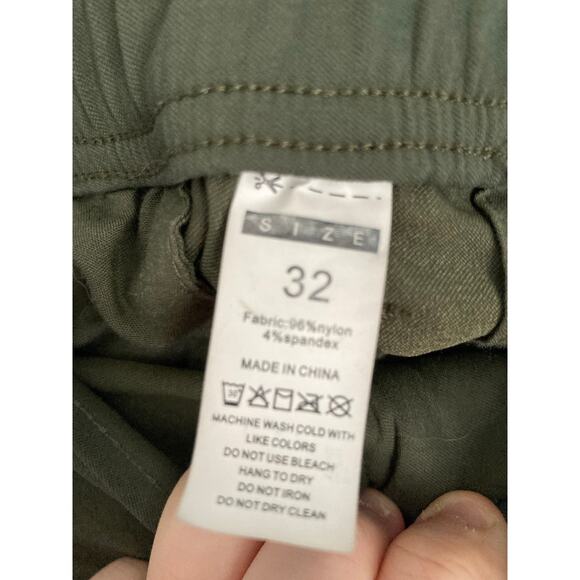 SIZE
32
Fabric:96%nylon
4%spandex
MADE IN CHINA
30°
MACHINE WASH COLD WITH
LIKE COLORS
DO NOT USE BLEACH
HANG TO DRY
DO NOT IRON
DO NOT DRY CLEAN